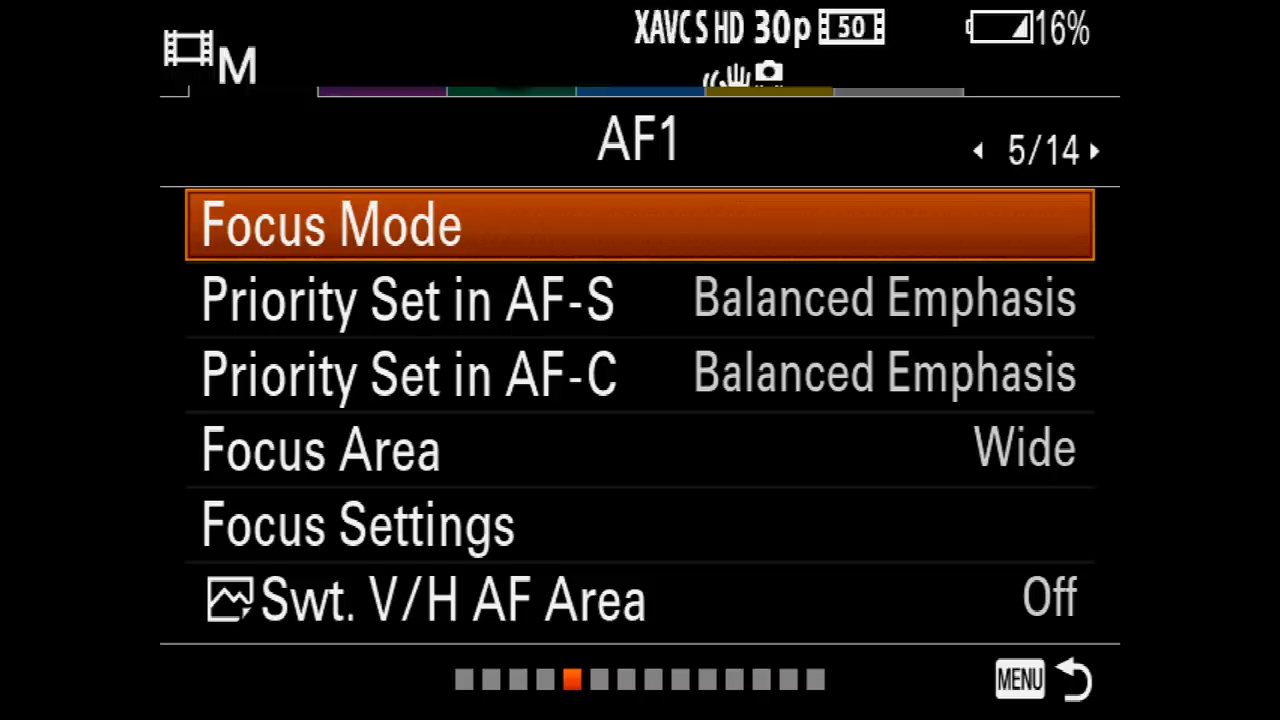 XAVC S HD 30p 50 16%
M
AF1 5/14
Focus Mode
Priority Set in AF-S Balanced Emphasis
Priority Set in AF-C Balanced Emphasis
Focus Area Wide
Focus Settings
Swt. V/H AF Area Off
MENU